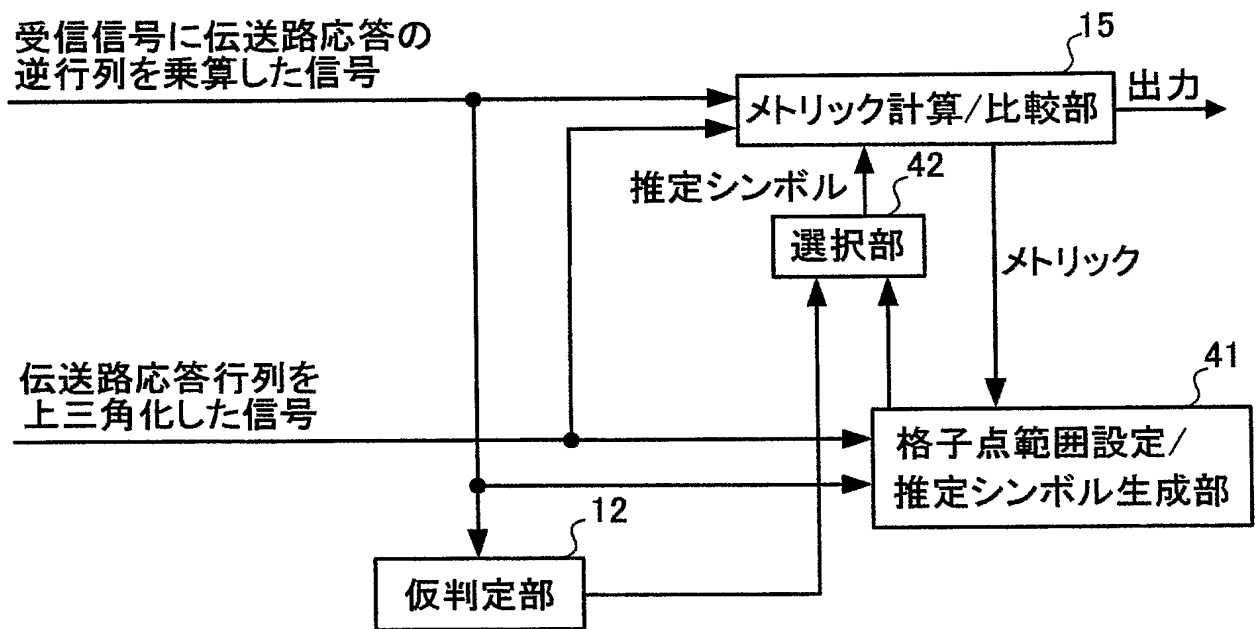 受信信号に伝送路応答の
逆行列を乗算した信号
15
メトリック計算/比較部
出力
推定シンボル
42
選択部
メトリック
伝送路応答行列を
上三角化した信号
41
格子点範囲設定/
推定シンボル生成部
12
仮判定部